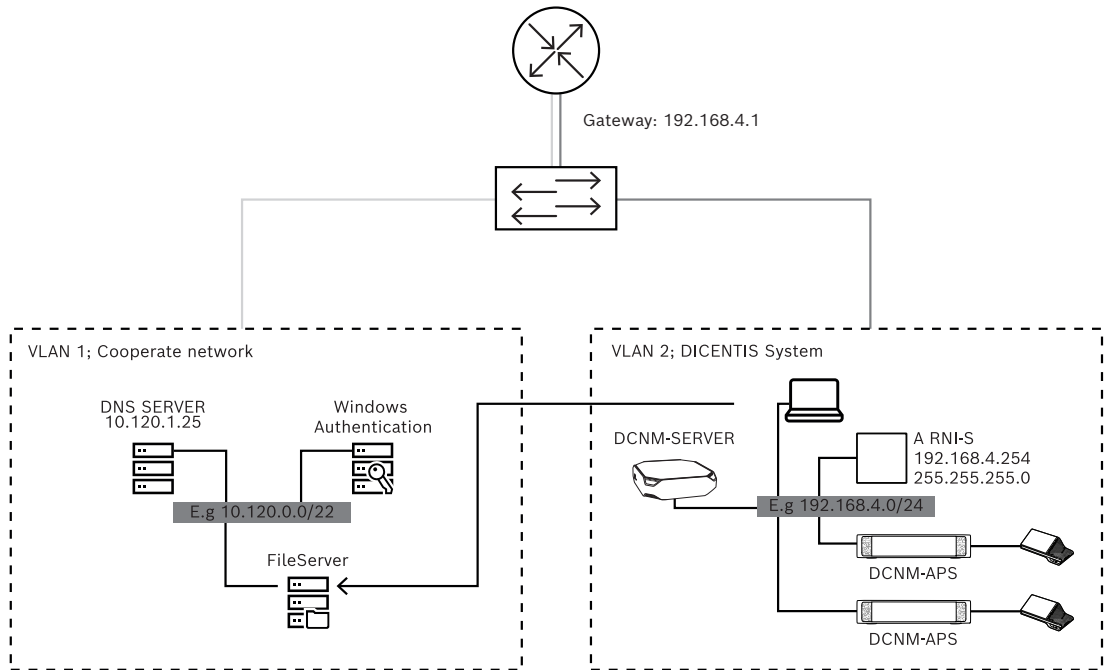 Gateway: 192.168.4.1
VLAN 1; Cooperate network
DNS SERVER
10.120.1.25
Windows
Authentication
E.g 10.120.0.0/22
FileServer
VLAN 2; DICENTIS System
DCNM-SERVER
A RNI-S
192.168.4.254
255.255.255.0
E.g 192.168.4.0/24
DCNM-APS
DCNM-APS